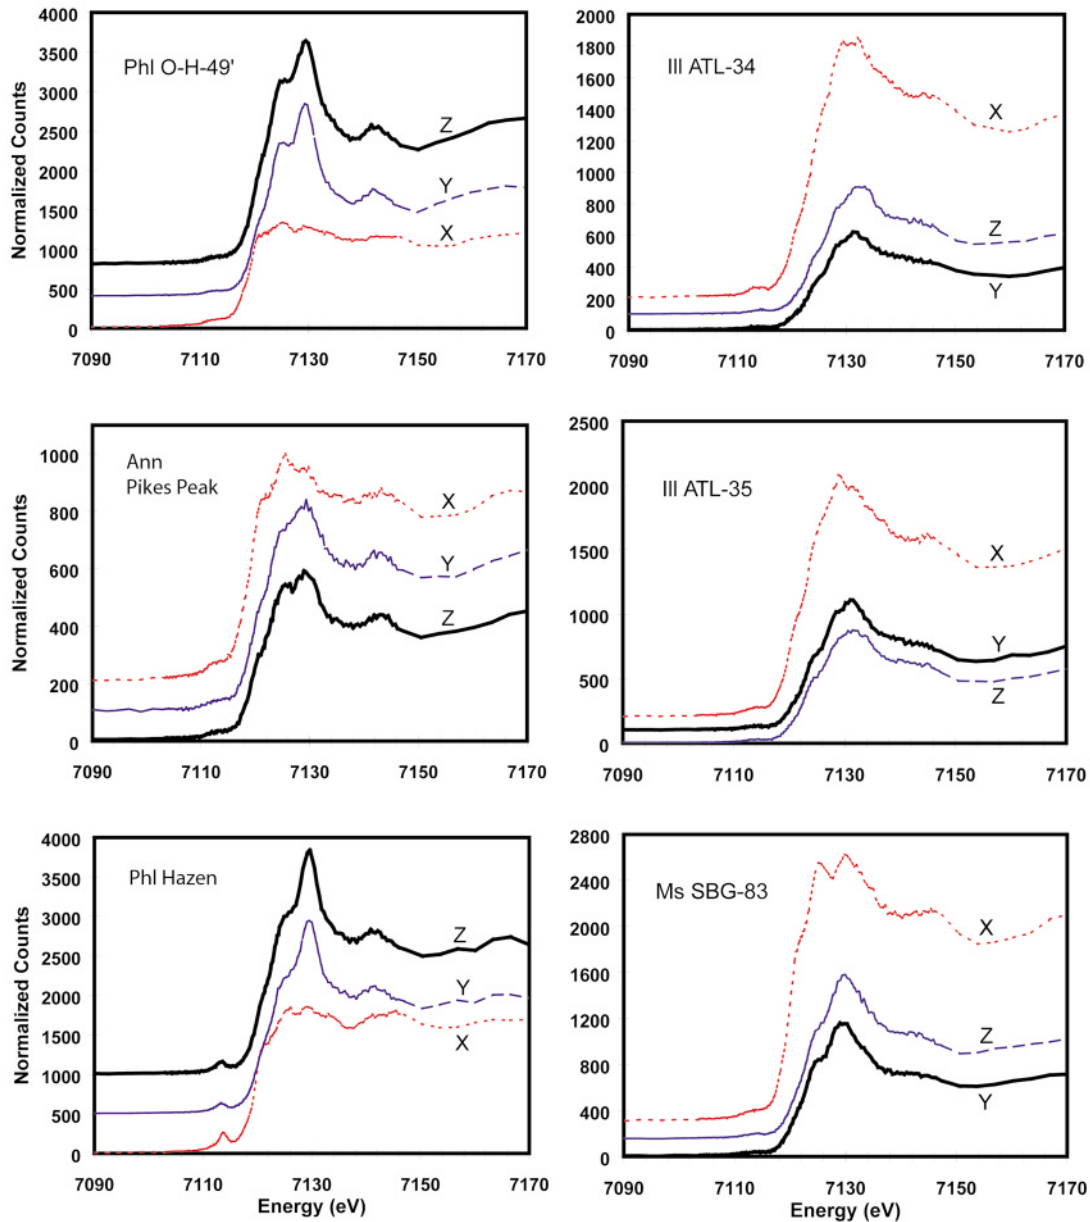 Normalized Counts
4000
3500
3000
2500
2000
1500
1000
500
0
Phl O-H-49'
Z
Y
X
7090 7110 7130 7150 7170
2000
1800
1600
1400
1200
1000
800
600
400
200
0
Ill ATL-34
X
Z
Y
7090 7110 7130 7150 7170
Normalized Counts
1000
800
600
400
200
0
Ann
Pikes Peak
X
Y
Z
7090 7110 7130 7150 7170
2500
2000
1500
1000
500
0
Ill ATL-35
X
Y
Z
7090 7110 7130 7150 7170
Normalized Counts
4000
3500
3000
2500
2000
1500
1000
500
0
Phl Hazen
Z
Y
X
7090 7110 7130 7150 7170
Energy (eV)
2800
2400
2000
1600
1200
800
400
0
Ms SBG-83
X
Z
Y
7090 7110 7130 7150 7170
Energy (eV)